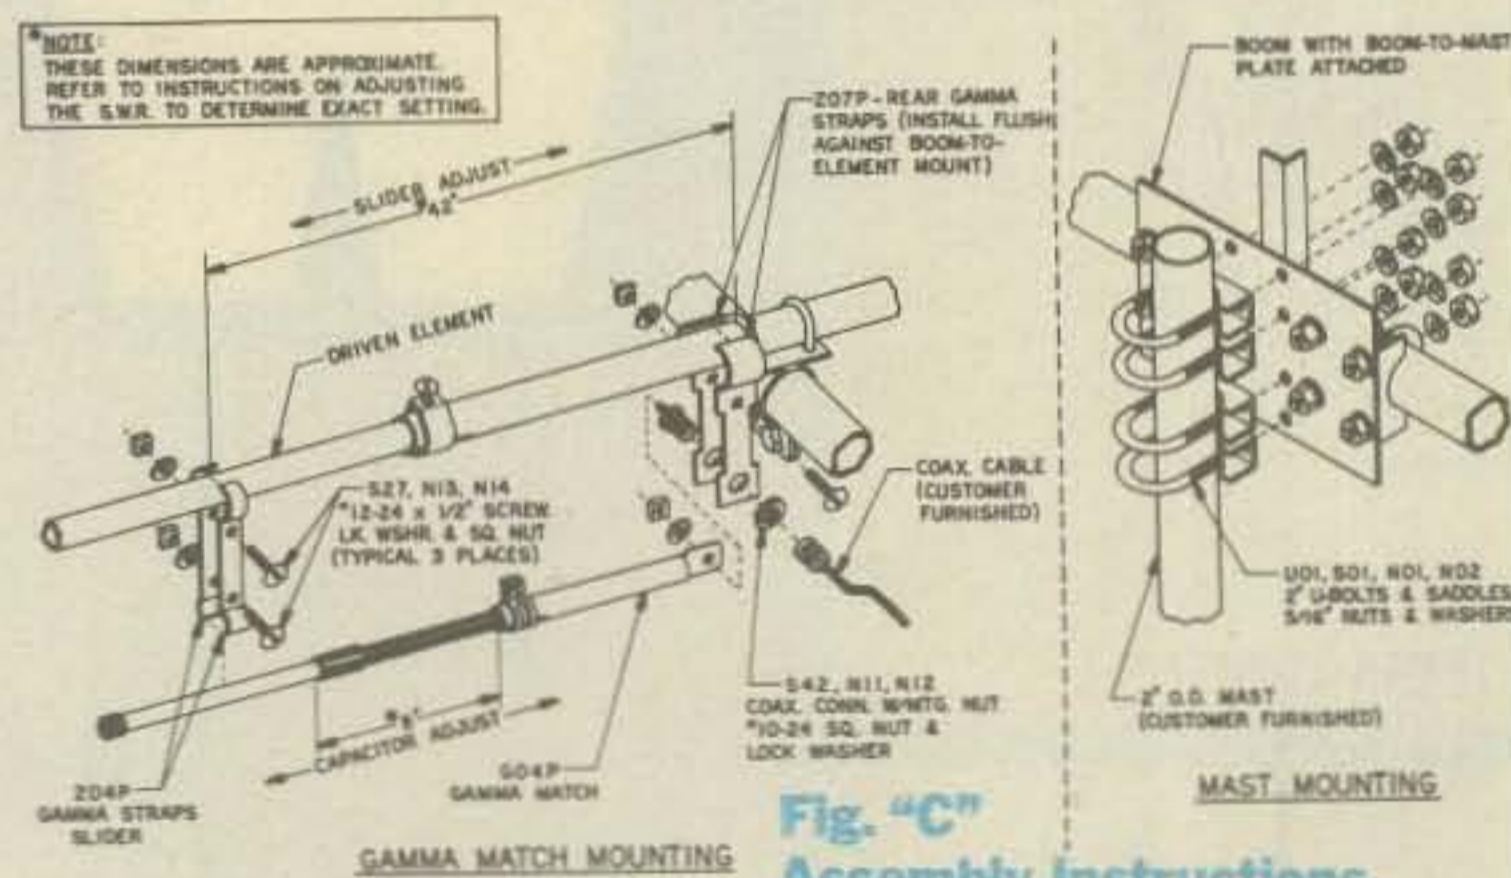 *NOTE:
THESE DIMENSIONS ARE APPROXIMATE.
REFER TO INSTRUCTIONS ON ADJUSTING
THE S.W.R. TO DETERMINE EXACT SETTING.
SLIDER ADJUST
*42"
DRIVEN ELEMENT
Z07P-REAR GAMMA
STRAPS (INSTALL FLUSH
AGAINST BOOM-TO-
ELEMENT MOUNT)
S27, N13, N14
*12-24 x 1/2" SCREW
LK. WSHR. & SQ. NUT
(TYPICAL 3 PLACES)
COAX. CABLE
(CUSTOMER
FURNISHED)
S42, N11, N12
COAX. CONN. W/MTG. NUT
*10-24 SQ. NUT &
LOCK WASHER
CAPACITOR ADJUST
G04P
GAMMA MATCH
Z04P
GAMMA STRAPS
SLIDER
GAMMA MATCH MOUNTING
BOOM WITH BOOM-TO-MAST
PLATE ATTACHED
U01, S01, N01, N02
2" U-BOLTS & SADDLES
5/16" NUTS & WASHERS
2" O.D. MAST
(CUSTOMER FURNISHED)
MAST MOUNTING
Fig. "C"
Assembly Instructions